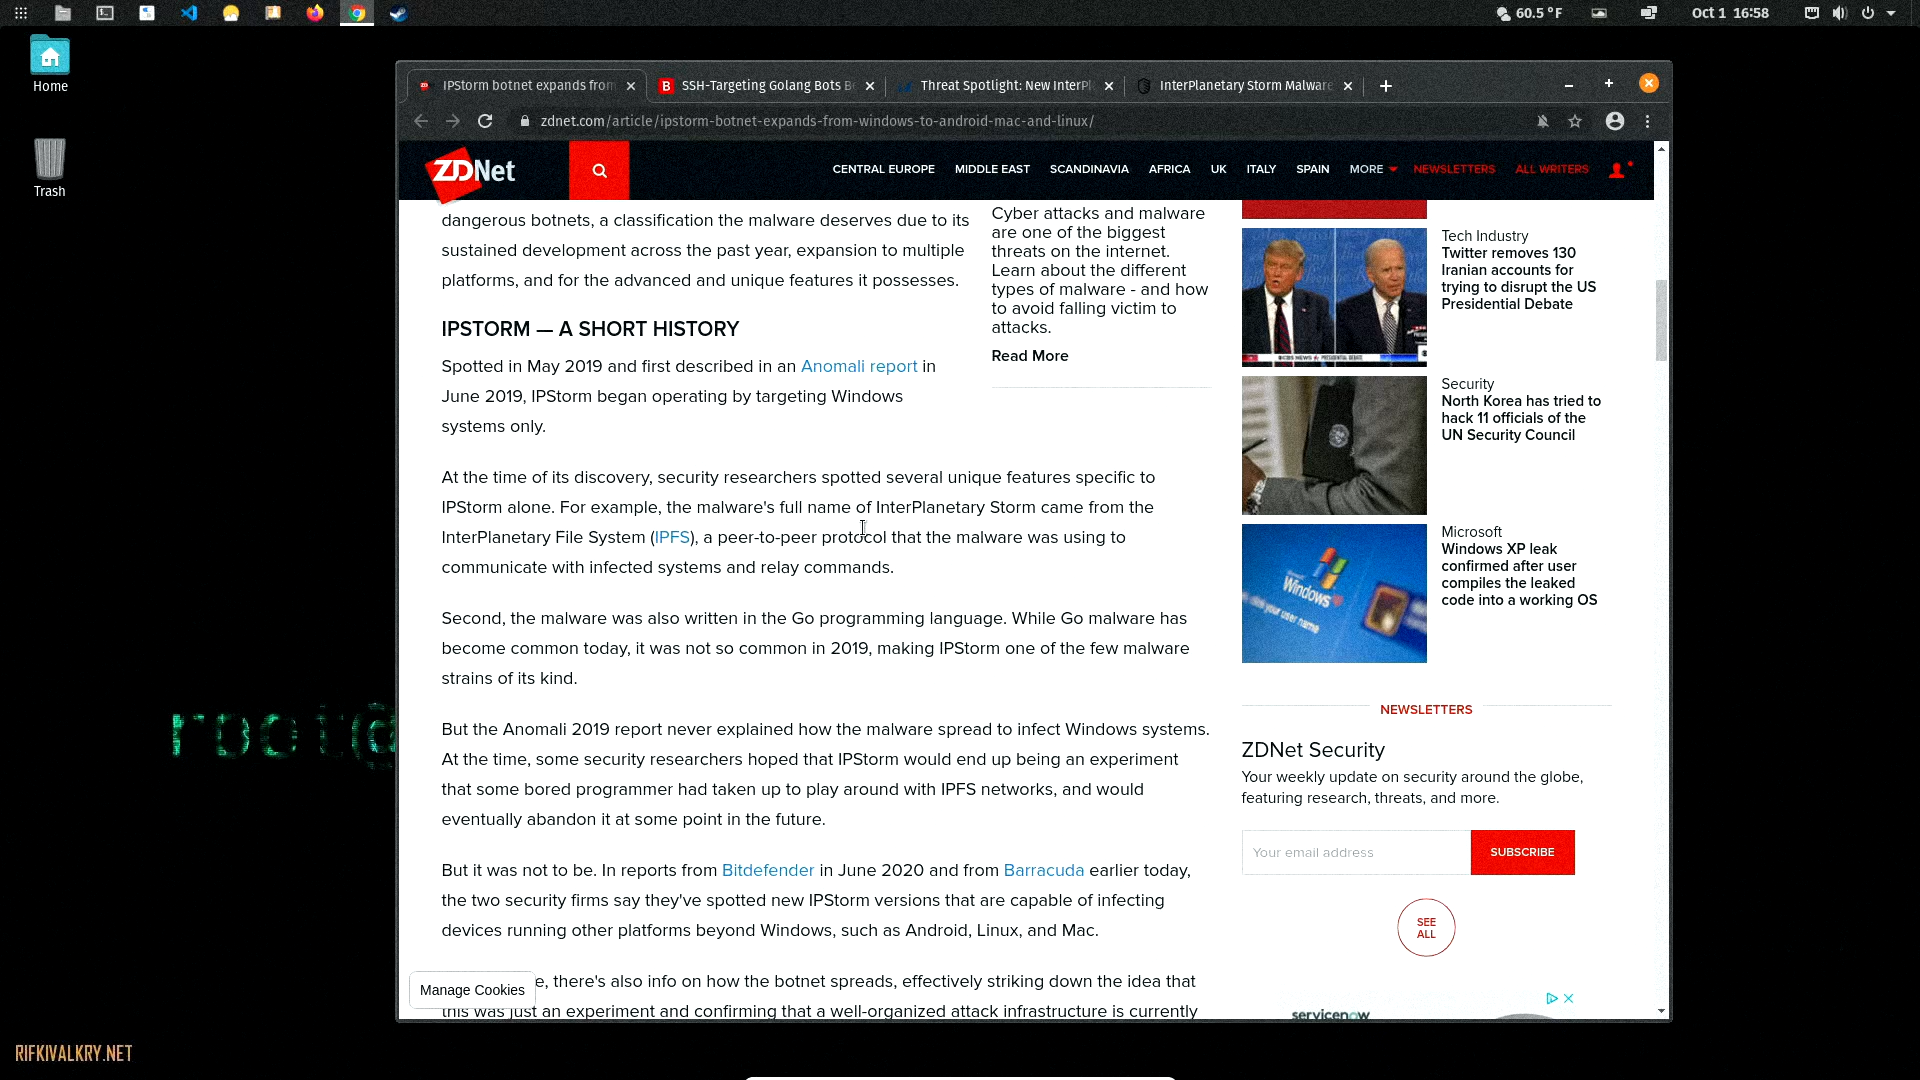 60.5 °F
Oct 1 16:58
Home
Trash
IPStorm botnet expands from
SSH-Targeting Golang Bots B
Threat Spotlight: New InterPl
InterPlanetary Storm Malware
zdnet.com/article/ipstorm-botnet-expands-from-windows-to-android-mac-and-linux/
ZDNet
CENTRAL EUROPE MIDDLE EAST SCANDINAVIA AFRICA UK ITALY SPAIN MORE NEWSLETTERS ALL WRITERS
dangerous botnets, a classification the malware deserves due to its
sustained development across the past year, expansion to multiple
platforms, and for the advanced and unique features it possesses.
IPSTORM — A SHORT HISTORY
Spotted in May 2019 and first described in an Anomali report in
June 2019, IPStorm began operating by targeting Windows
systems only.
At the time of its discovery, security researchers spotted several unique features specific to
IPStorm alone. For example, the malware's full name of InterPlanetary Storm came from the
InterPlanetary File System (IPFS), a peer-to-peer protocol that the malware was using to
communicate with infected systems and relay commands.
Second, the malware was also written in the Go programming language. While Go malware has
become common today, it was not so common in 2019, making IPStorm one of the few malware
strains of its kind.
But the Anomali 2019 report never explained how the malware spread to infect Windows systems.
At the time, some security researchers hoped that IPStorm would end up being an experiment
that some bored programmer had taken up to play around with IPFS networks, and would
eventually abandon it at some point in the future.
But it was not to be. In reports from Bitdefender in June 2020 and from Barracuda earlier today,
the two security firms say they've spotted new IPStorm versions that are capable of infecting
devices running other platforms beyond Windows, such as Android, Linux, and Mac.
e, there's also info on how the botnet spreads, effectively striking down the idea that
this was just an experiment and confirming that a well-organized attack infrastructure is currently
Manage Cookies
Cyber attacks and malware
are one of the biggest
threats on the internet.
Learn about the different
types of malware - and how
to avoid falling victim to
attacks.
Read More
Tech Industry
Twitter removes 130
Iranian accounts for
trying to disrupt the US
Presidential Debate
Security
North Korea has tried to
hack 11 officials of the
UN Security Council
Microsoft
Windows XP leak
confirmed after user
compiles the leaked
code into a working OS
Windows
NEWSLETTERS
ZDNet Security
Your weekly update on security around the globe,
featuring research, threats, and more.
Your email address
SUBSCRIBE
SEE
ALL
servicenow
root@
RIFKIVALKRY.NET